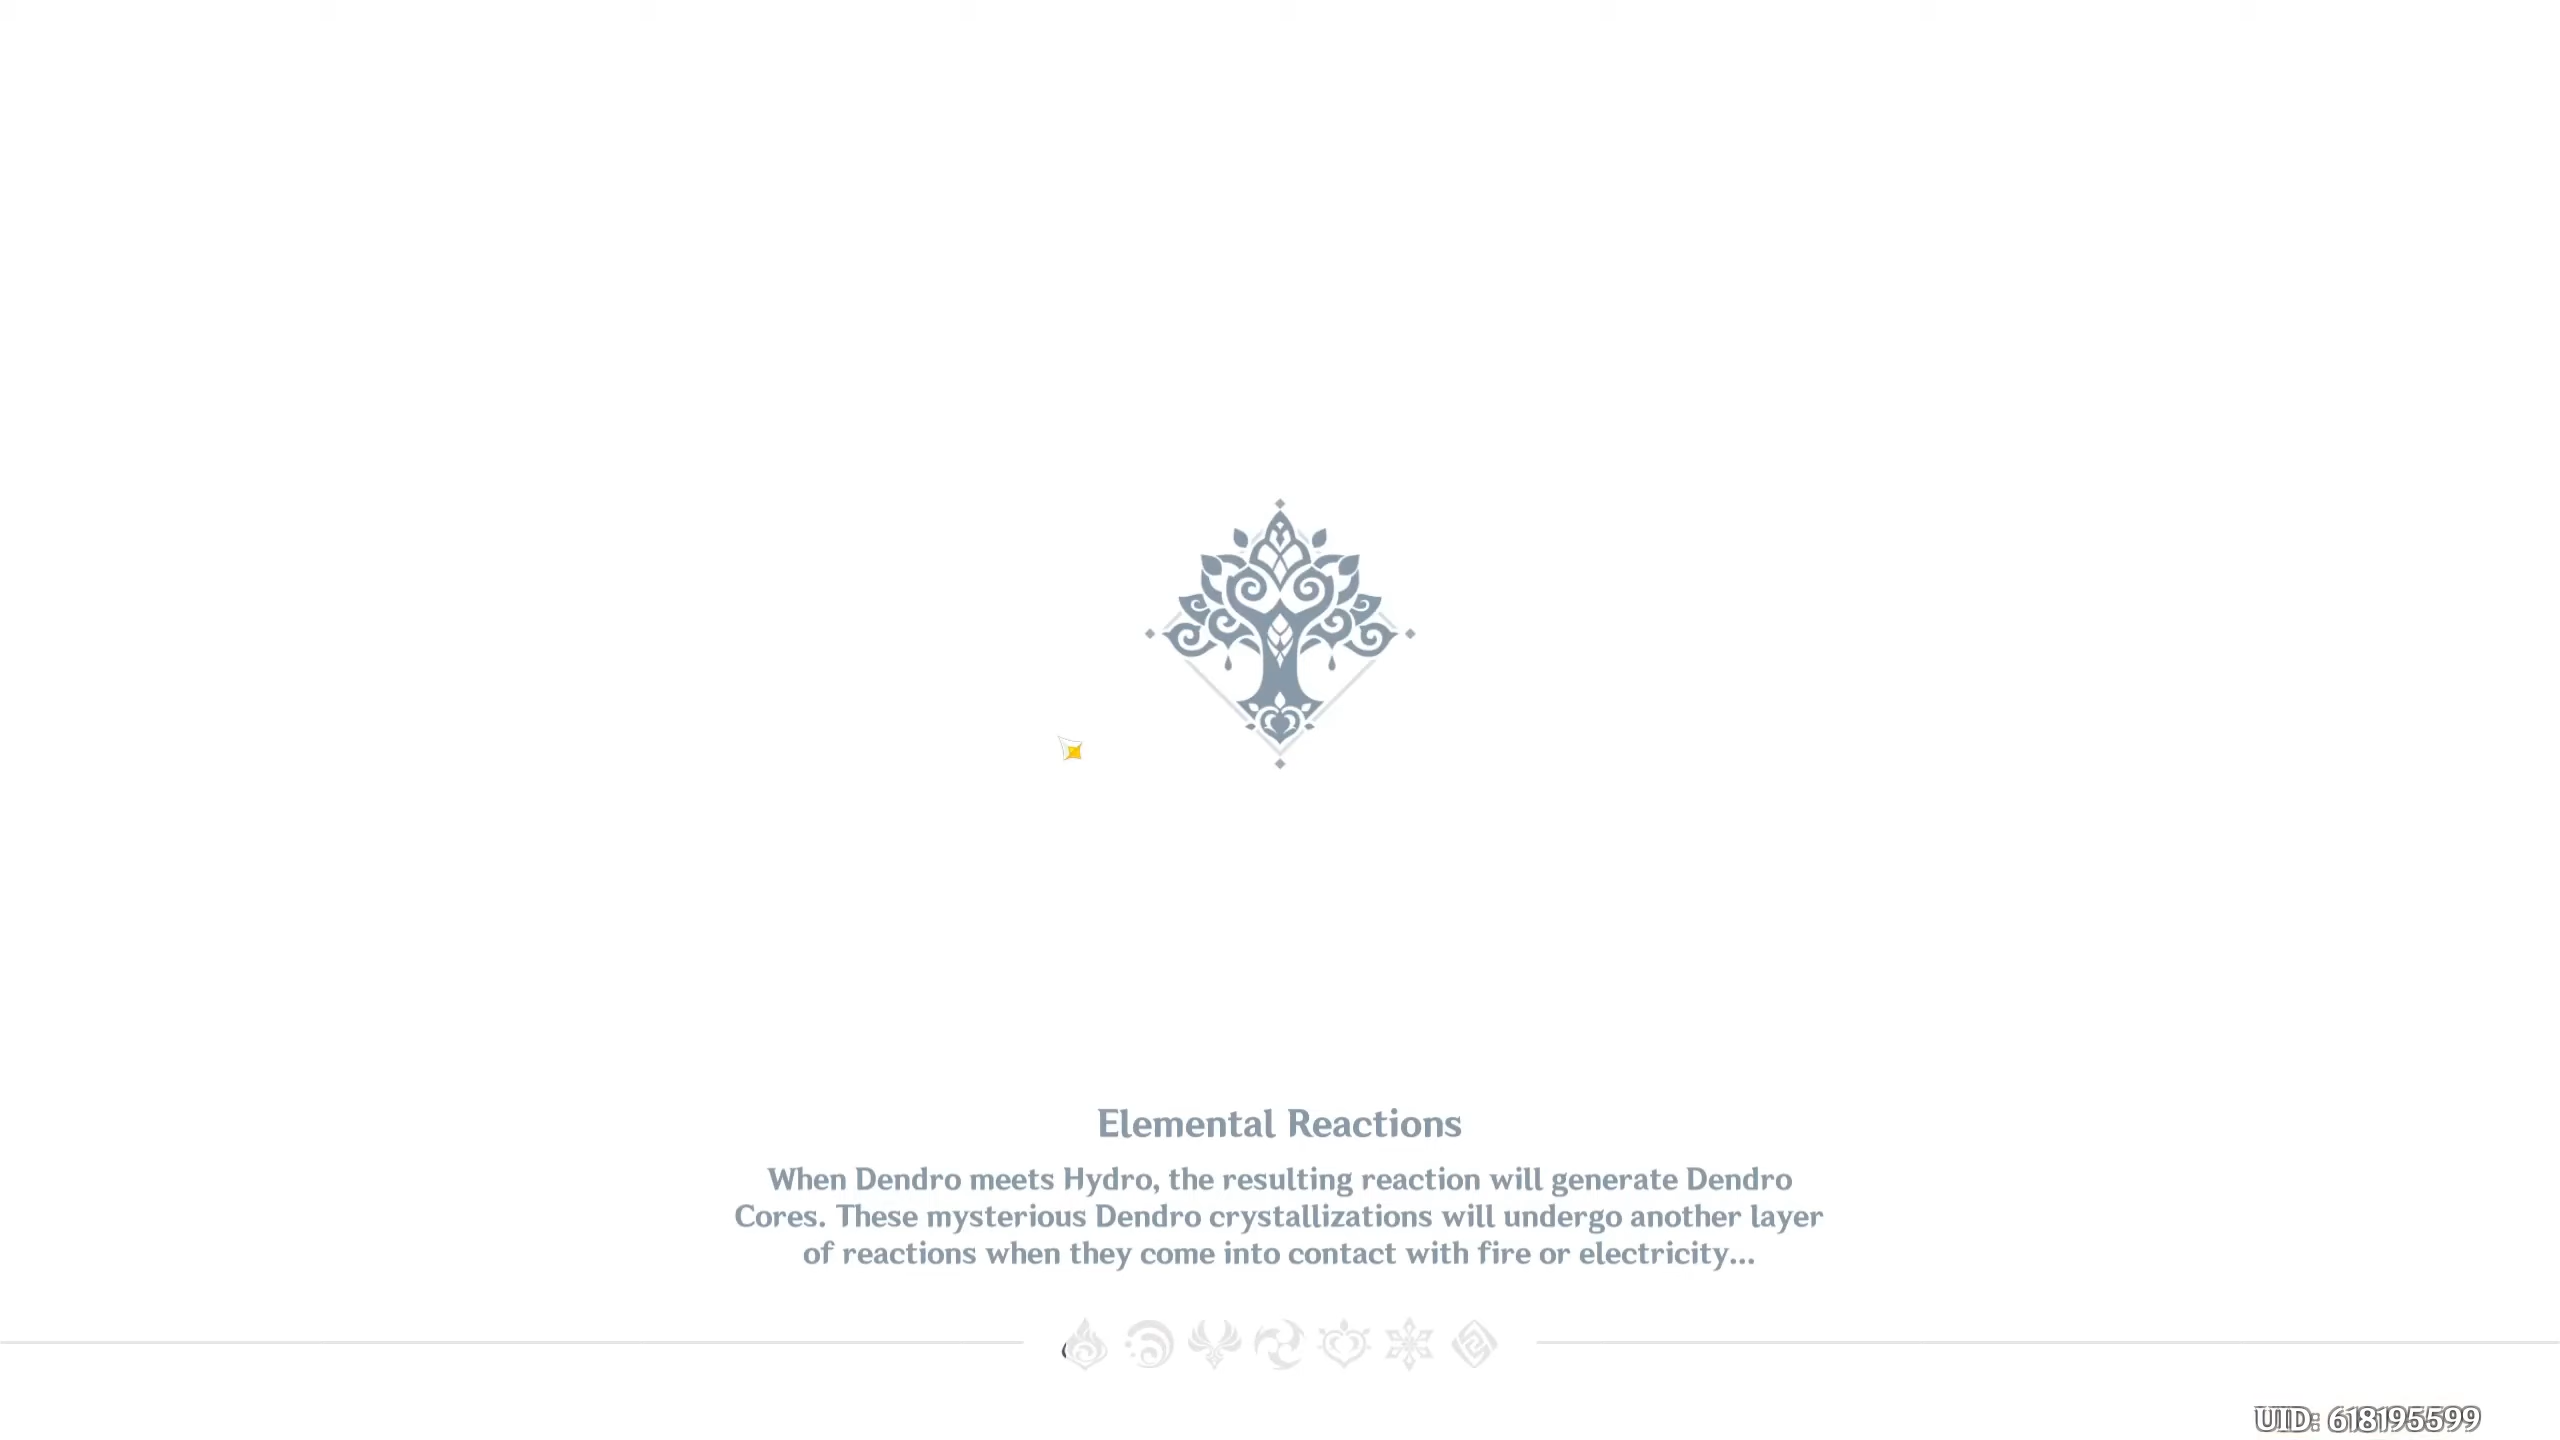 Elemental Reactions
When Dendro meets Hydro, the resulting reaction will generate Dendro
Cores. These mysterious Dendro crystallizations will undergo another layer
of reactions when they come into contact with fire or electricity...
UID: 618195599